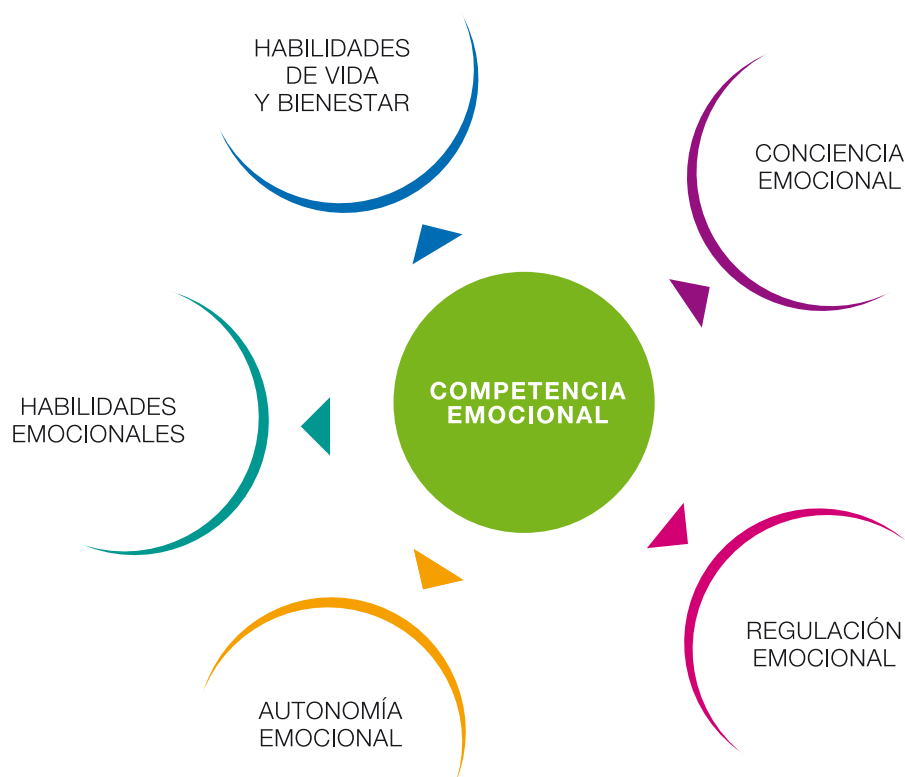 HABILIDADES
DE VIDA
Y BIENESTAR
CONCIENCIA
EMOCIONAL
COMPETENCIA
EMOCIONAL
HABILIDADES
EMOCIONALES
REGULACIÓN
EMOCIONAL
AUTONOMÍA
EMOCIONAL